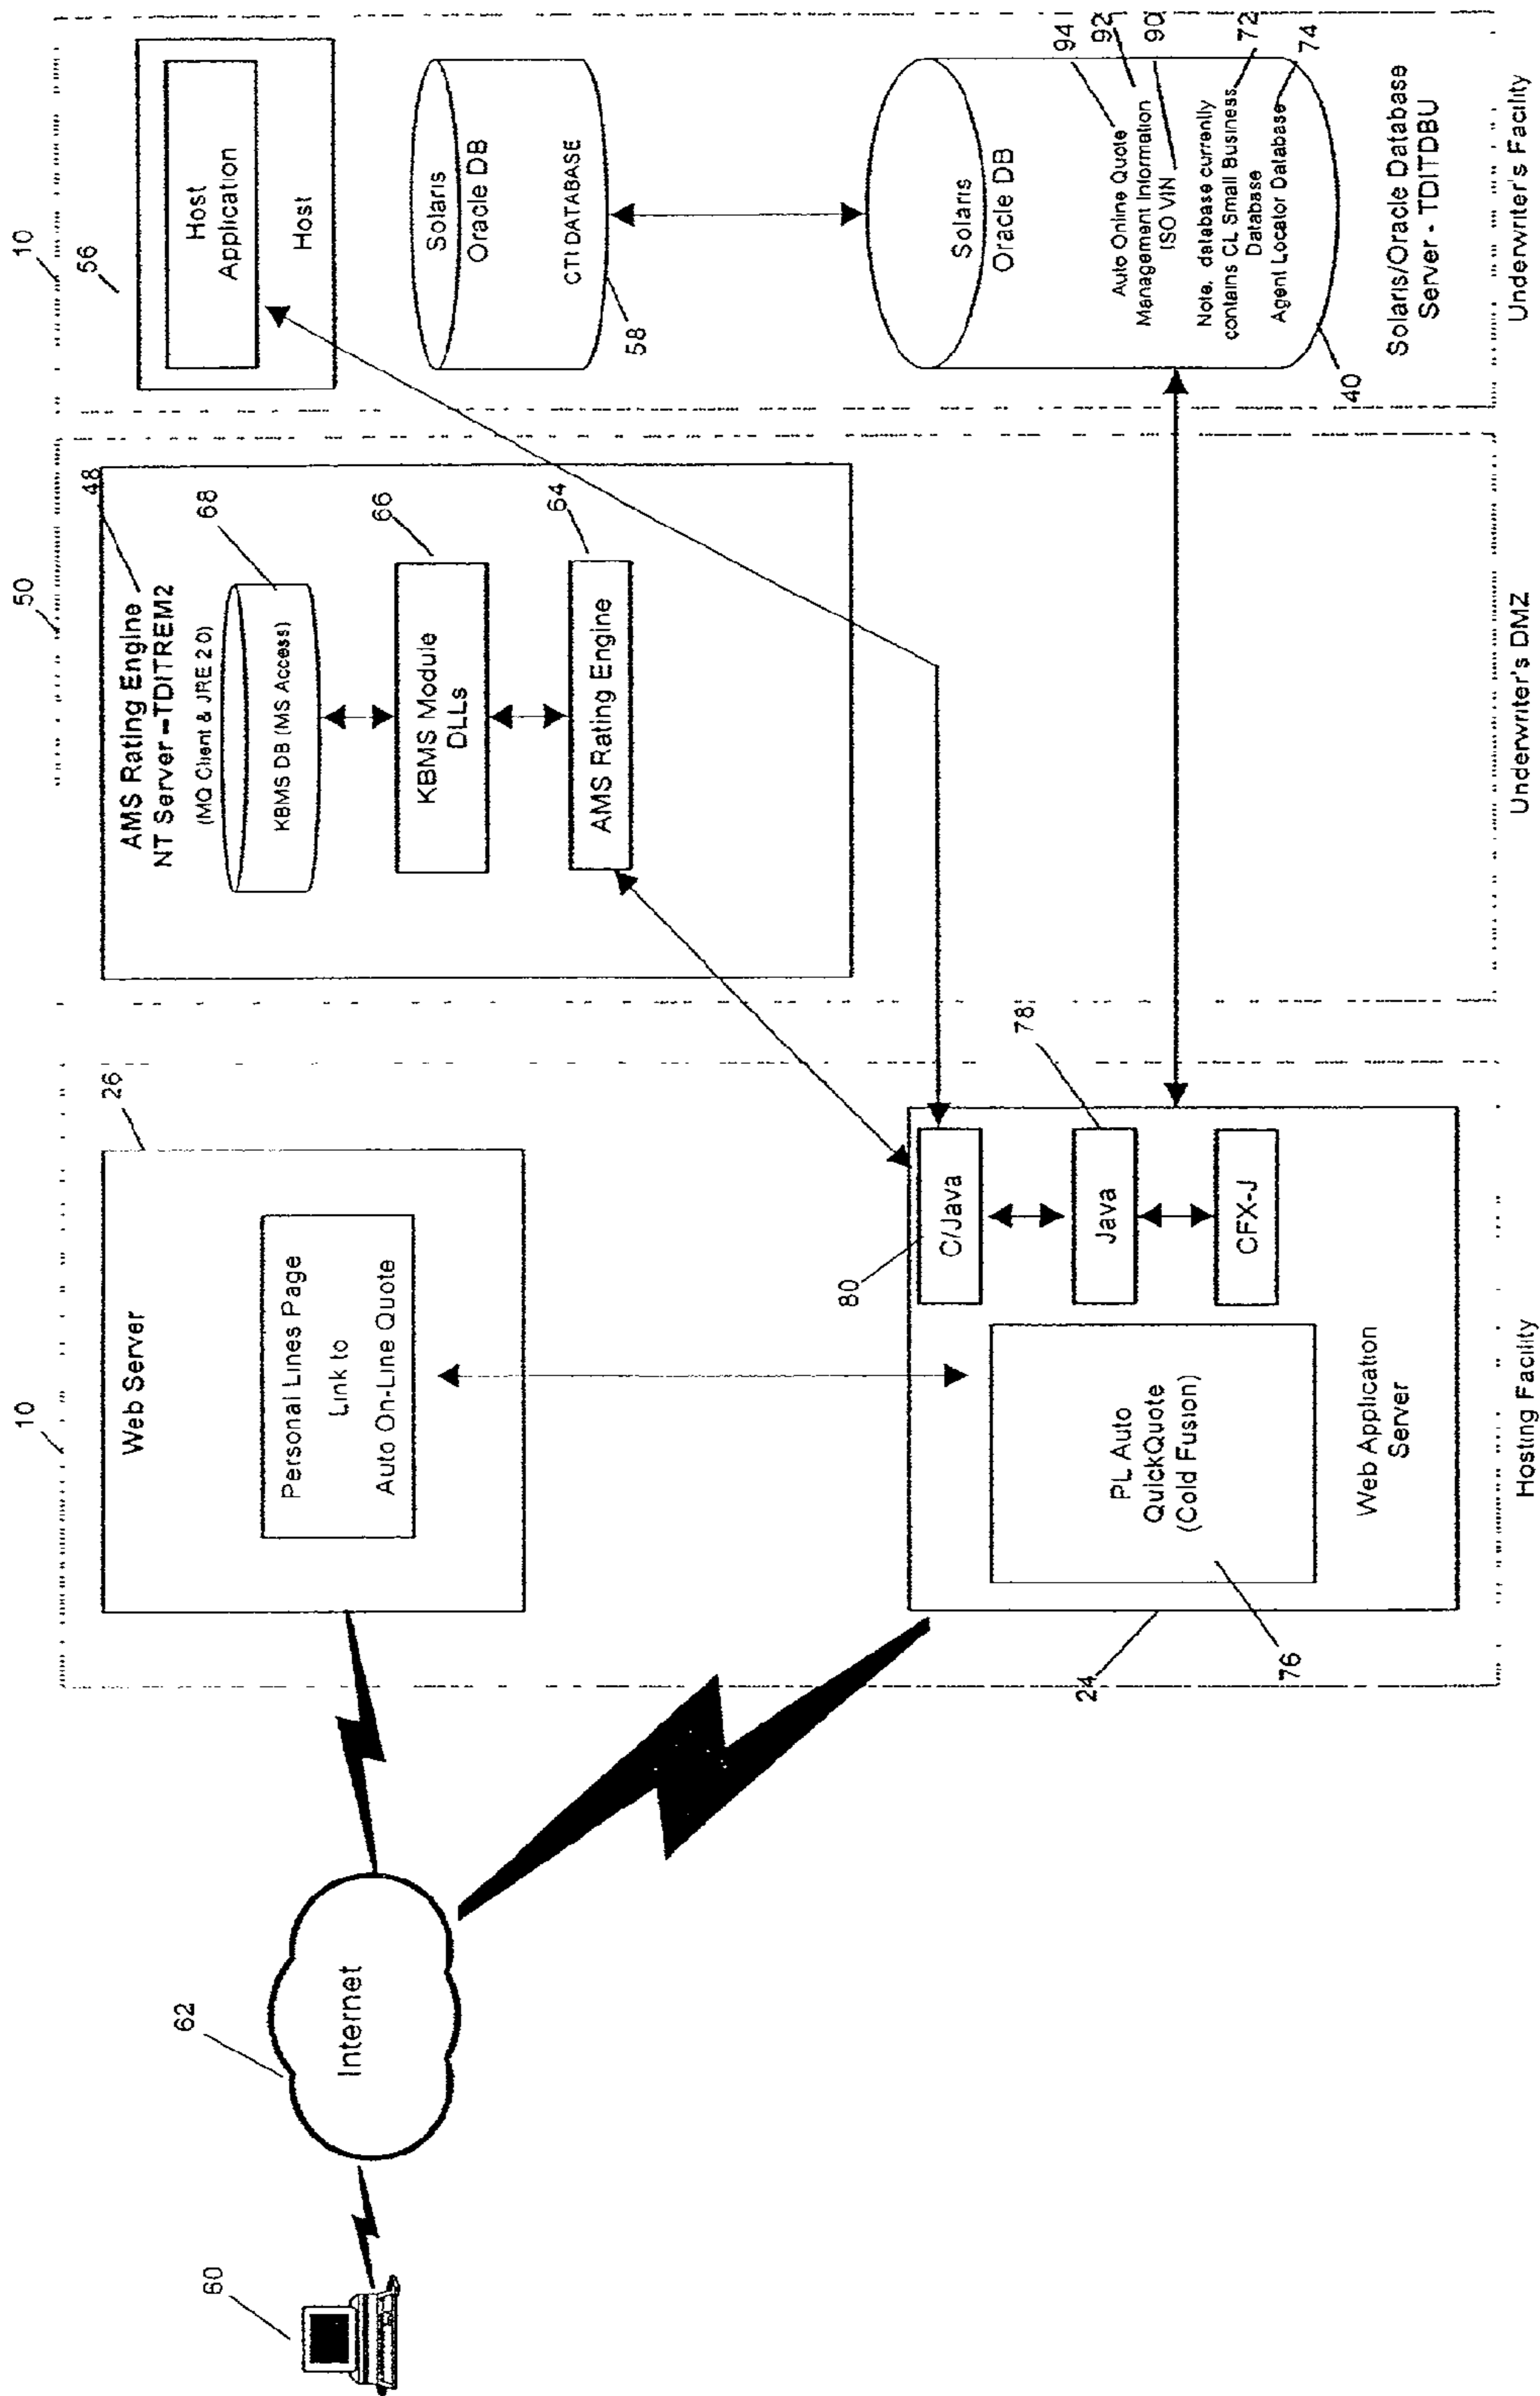 60
62
Internet
10
26
Web Server
Personal Lines Page
Link to
Auto On-Line Quote
24
76
PL Auto
QuickQuote
(Cold Fusion)
80
C/Java
78
Java
CFX-J
Web Application
Server
Hosting Facility
50
48
AMS Rating Engine -
NT Server - TDITREM2
(MQ Client & JRE 2.0)
68
KBMS DB (MS Access)
66
KBMS Module
DLLs
64
AMS Rating Engine
Underwriter's DMZ
10
56
Host
Application
Host
Solaris
Oracle DB
CTI DATABASE
58
Solaris
Oracle DB
94
Auto Online Quote
92
Management Information
90
ISO VIN
Note, database currently
contains CL Small Business
Database
72
Agent Locator Database
74
40
Solaris/Oracle Database
Server - TDITDBU
Underwriter's Facility